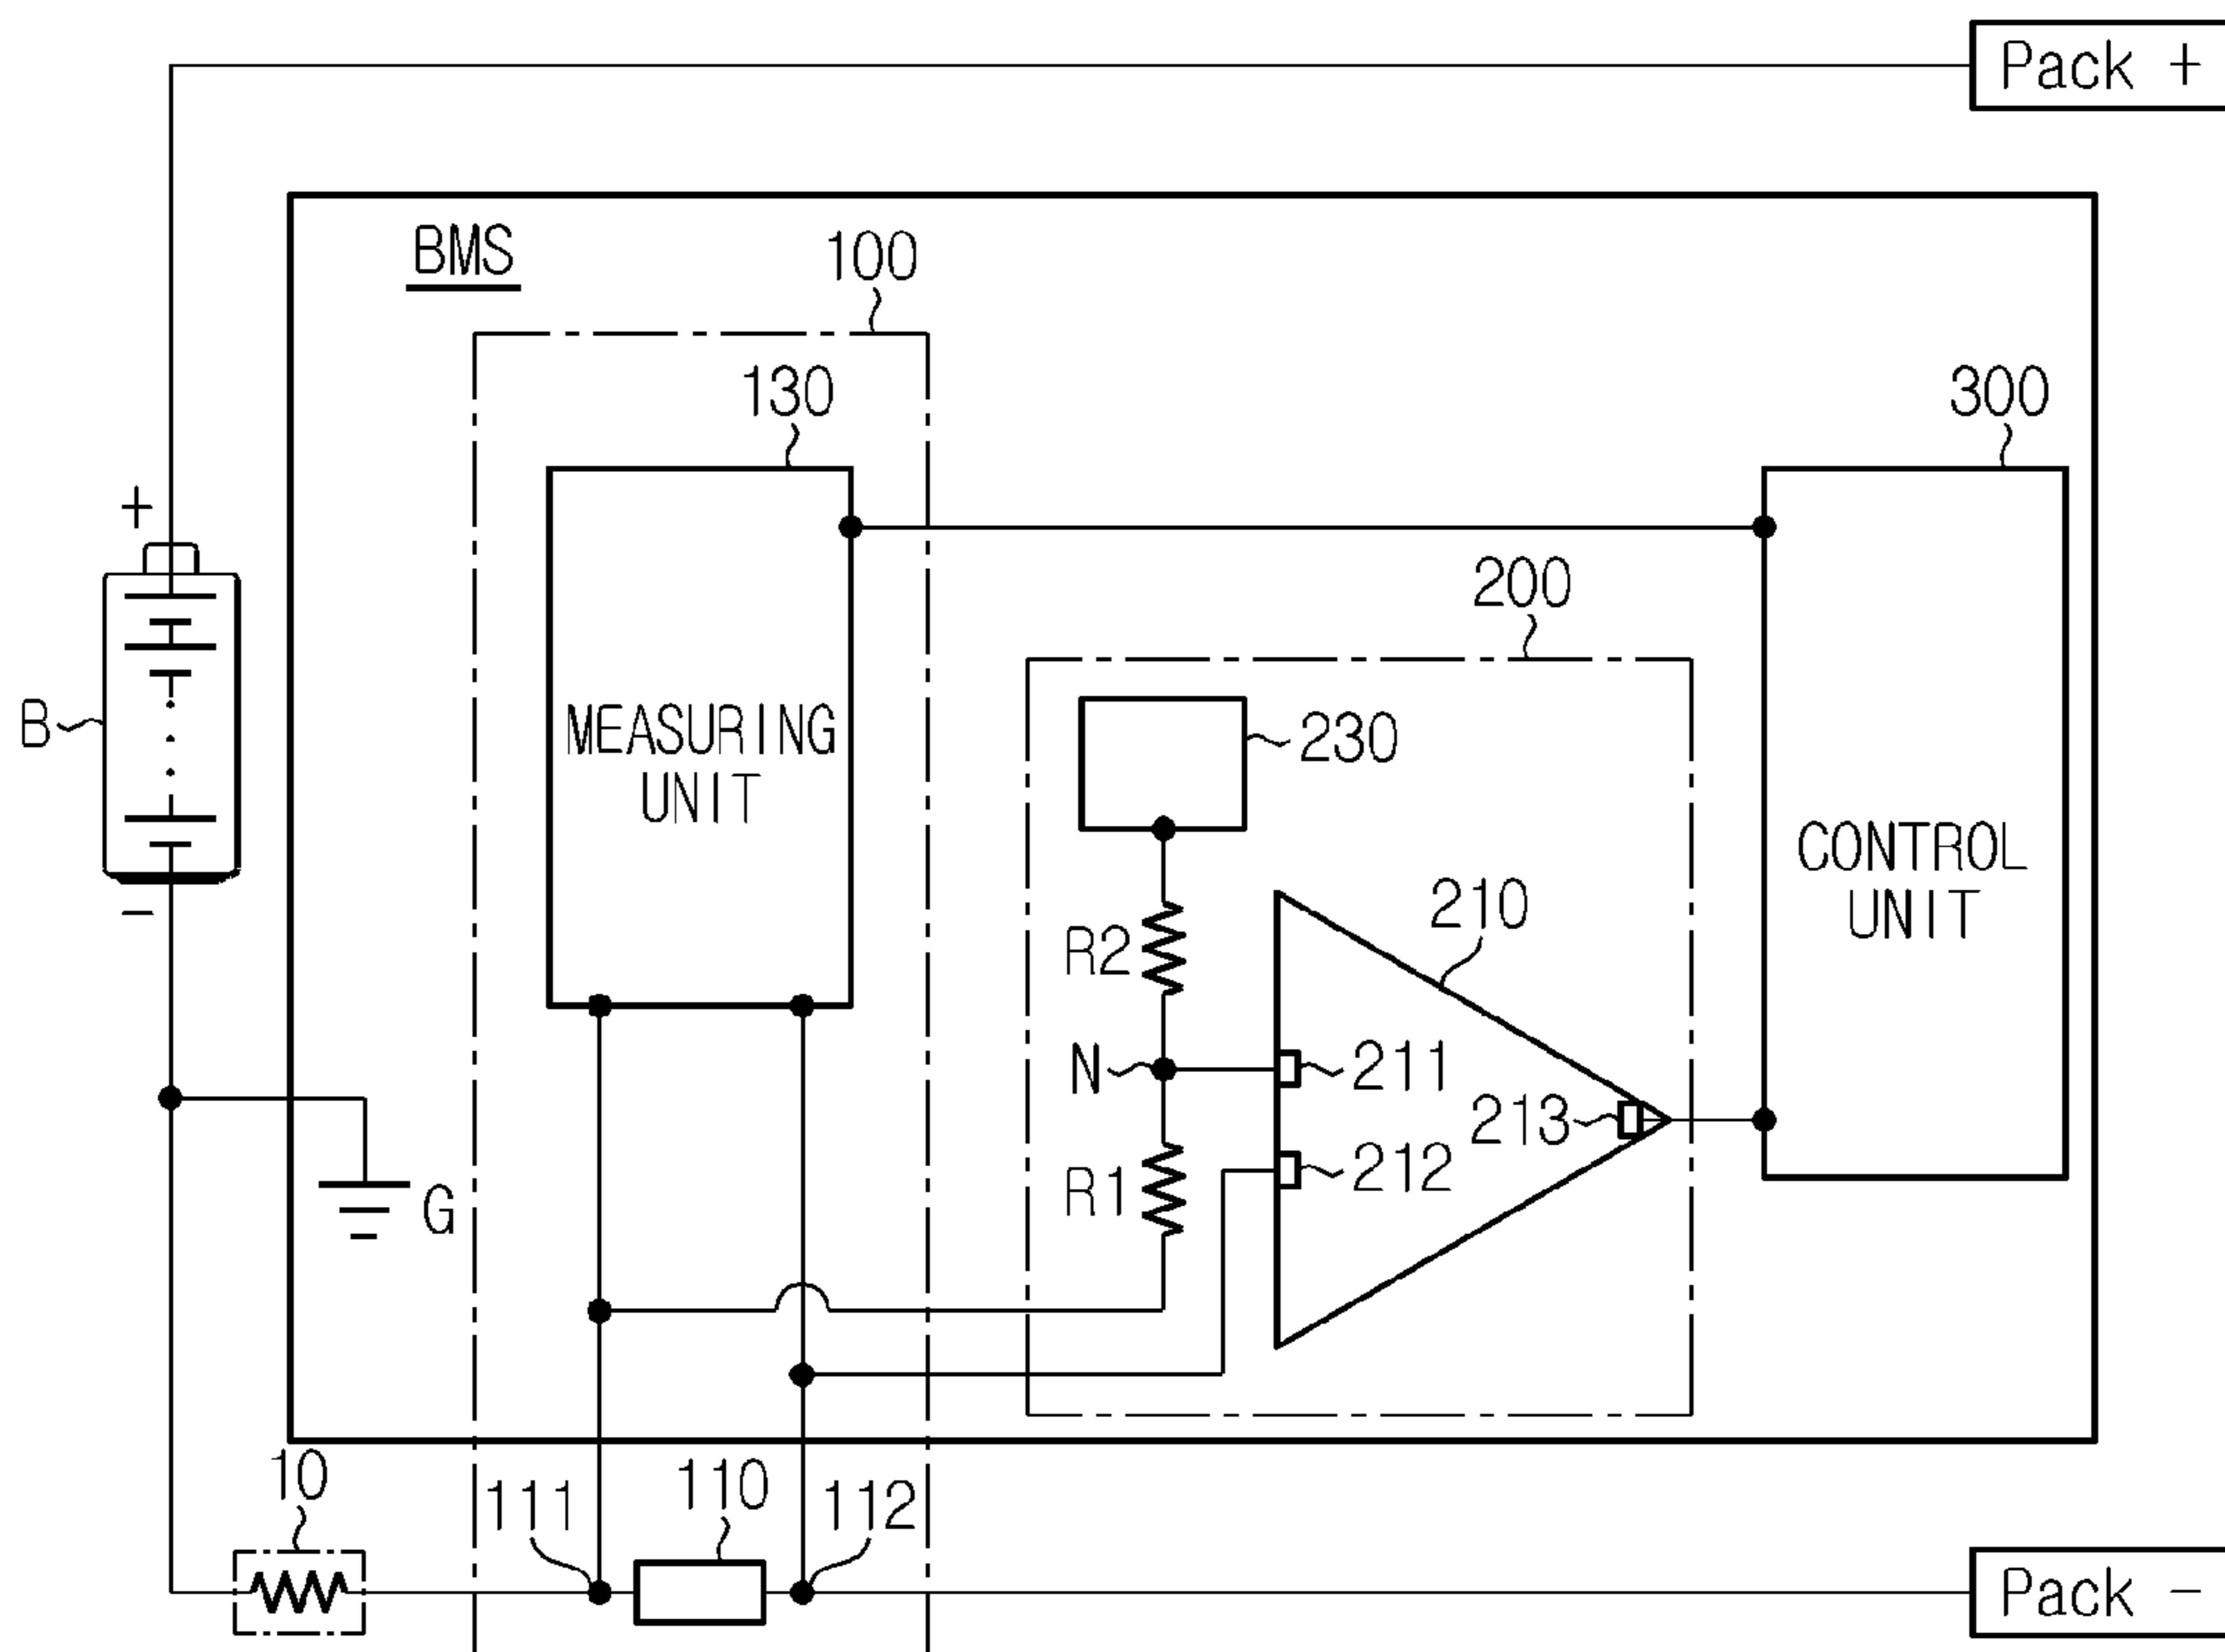 Pack +
BMS
100
130
300
+
200
B
MEASURING
UNIT
230
CONTROL
UNIT
210
−
R2
N
211
213
R1
212
G
10
111
110
112
Pack −